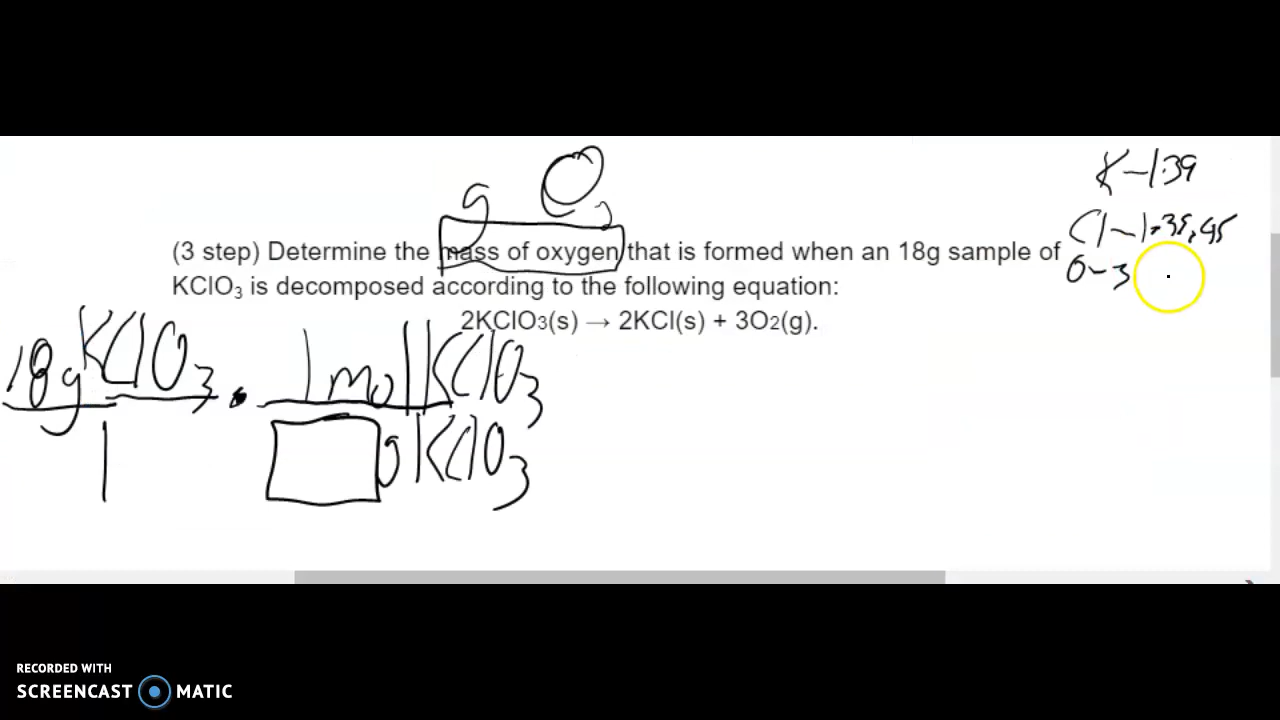 g O2
(3 step) Determine the mass of oxygen that is formed when an 18g sample of
KClO3 is decomposed according to the following equation:
2KClO3(s) → 2KCl(s) + 3O2(g).
K-1·39
Cl-1·35.45
O-3
18g KClO3 · 1 mol KClO3
1 g KClO3
RECORDED WITH
SCREENCAST MATIC